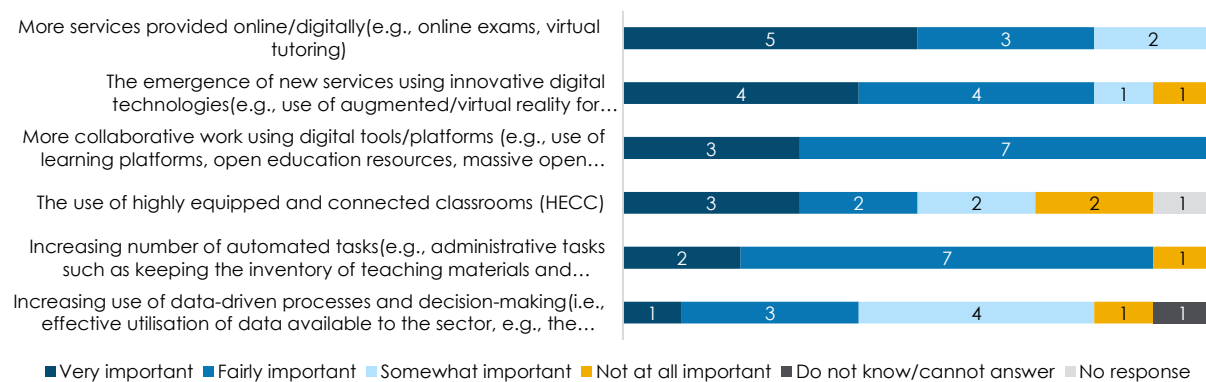 More services provided online/digitally(e.g., online exams, virtual
tutoring)
5 3 2
The emergence of new services using innovative digital
technologies(e.g., use of augmented/virtual reality for…
4 4 1 1
More collaborative work using digital tools/platforms (e.g., use of
learning platforms, open education resources, massive open…
3 7
The use of highly equipped and connected classrooms (HECC)
3 2 2 2 1
Increasing number of automated tasks(e.g., administrative tasks
such as keeping the inventory of teaching materials and…
2 7 1
Increasing use of data-driven processes and decision-making(i.e.,
effective utilisation of data available to the sector, e.g., the…
1 3 4 1 1
Very important Fairly important Somewhat important Not at all important Do not know/cannot answer No response